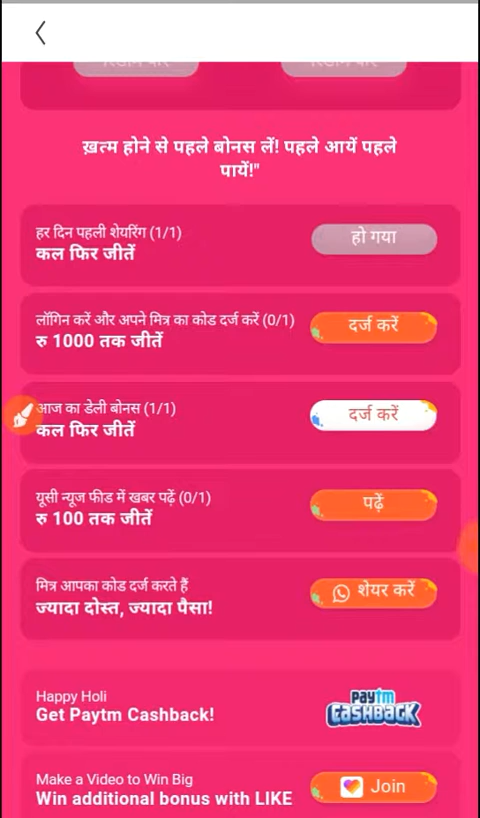 ख़त्म होने से पहले बोनस लें! पहले आयें पहले
पायें!"
हर दिन पहली शेयरिंग (1/1)
कल फिर जीतें
हो गया
लॉगिन करें और अपने मित्र का कोड दर्ज करें (0/1)
रु 1000 तक जीतें
दर्ज करें
आज का डेली बोनस (1/1)
कल फिर जीतें
दर्ज करें
यूसी न्यूज फीड में खबर पढ़ें (0/1)
रु 100 तक जीतें
पढ़ें
मित्र आपका कोड दर्ज करते हैं
ज्यादा दोस्त, ज्यादा पैसा!
शेयर करें
Happy Holi
Get Paytm Cashback!
paytm
CASHBACK
Make a Video to Win Big
Win additional bonus with LIKE
Join